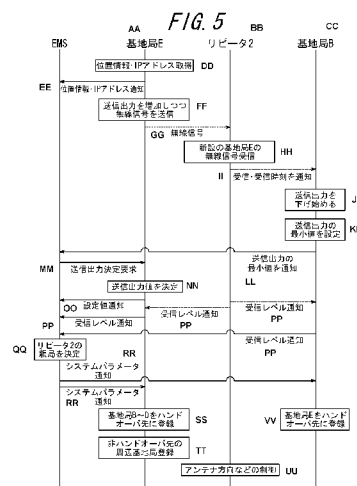 FIG. 5
AA
BB
CC
EMS
基地局E
リピータ2
基地局B
位置情報・IPアドレス取得
DD
EE
位置情報・IPアドレス通知
送信出力を増加しつつ
無線信号を送信
FF
GG
無線信号
新設の基地局Eの
無線信号受信
HH
II
受信・受信時刻を通知
送信出力を
下げ始める
J
送信出力の
最小値を設定
K
送信出力の
最小値を通知
LL
MM
送信出力決定要求
送信出力値を決定
NN
OO
設定値通知
受信レベル通知
受信レベル通知
PP
受信レベル通知
PP
PP
受信レベル通知
PP
QQ
リピータ2の
親局を決定
RR
システムパラメータ
通知
システムパラメータ
通知
RR
基地局B~Dをハンド
オーバ先に登録
SS
VV
基地局Eをハンド
オーバ先に登録
非ハンドオーバ先の
周辺基地局登録
TT
アンテナ方向などの制御
UU